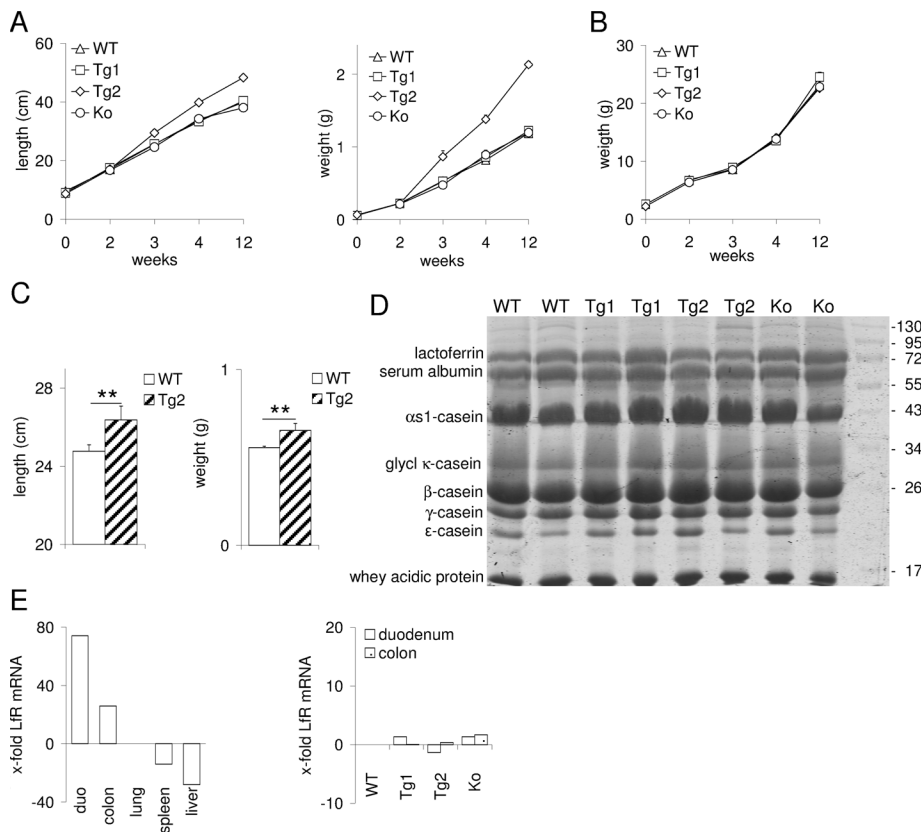 A
60
40
20
0
length (cm)
WT
Tg1
Tg2
Ko
0 2 3 4 12
weeks
2
1
0
weight (g)
WT
Tg1
Tg2
Ko
0 2 3 4 12
weeks
B
30
20
10
0
weigth (g)
WT
Tg1
Tg2
Ko
0 2 3 4 12
weeks
C
28
26
24
20
length (cm)
**
WT
Tg2
1
0
weight (g)
**
WT
Tg2
D
WT WT Tg1 Tg1 Tg2 Tg2 Ko Ko
lactoferrin
serum albumin
αs1-casein
glycl κ-casein
β-casein
γ-casein
ε-casein
whey acidic protein
-130
-95
-72
-55
-43
-34
-26
-17
E
80
40
0
-40
x-fold LfR mRNA
duo
colon
lung
spleen
liver
20
10
0
-10
x-fold LfR mRNA
duodenum
colon
WT
Tg1
Tg2
Ko